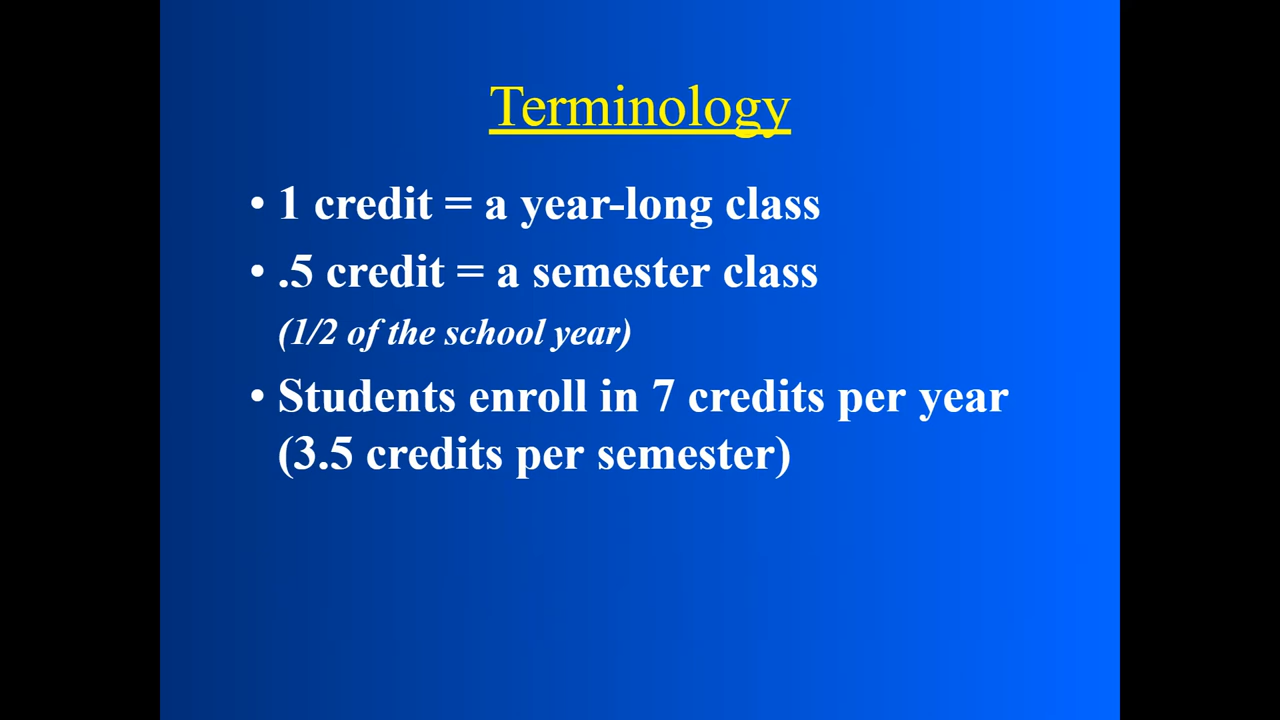 Terminology
• 1 credit = a year-long class
• .5 credit = a semester class
(1/2 of the school year)
• Students enroll in 7 credits per year
(3.5 credits per semester)